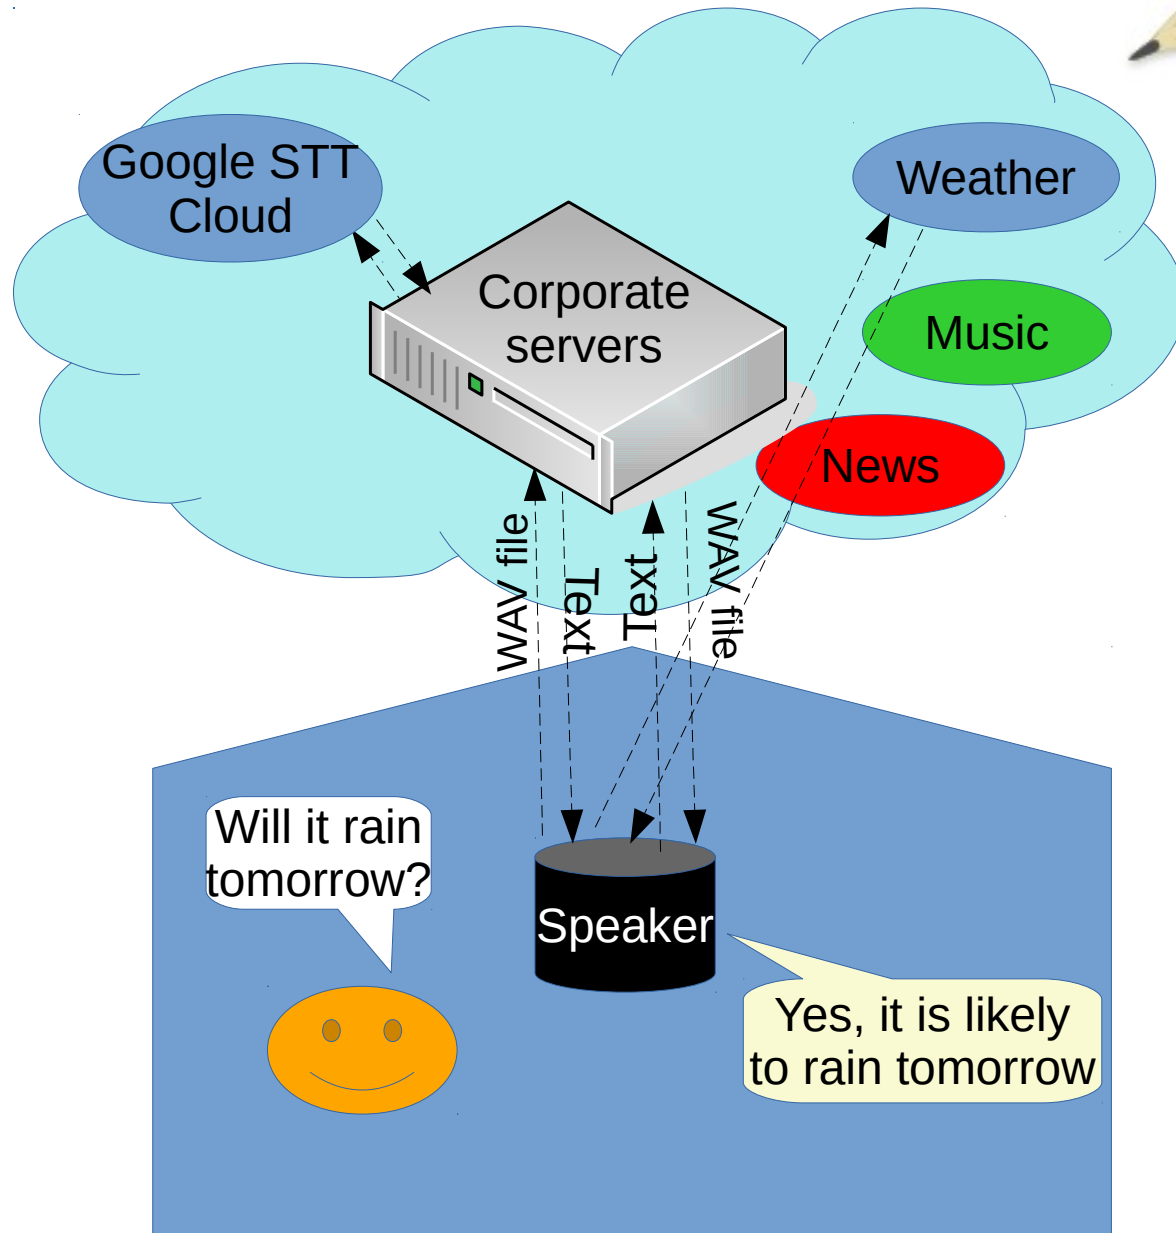 Google STT
Cloud
Weather
Corporate
servers
Music
News
WAV file
Text
Text
WAV file
Will it rain
tomorrow?
Speaker
Yes, it is likely
to rain tomorrow